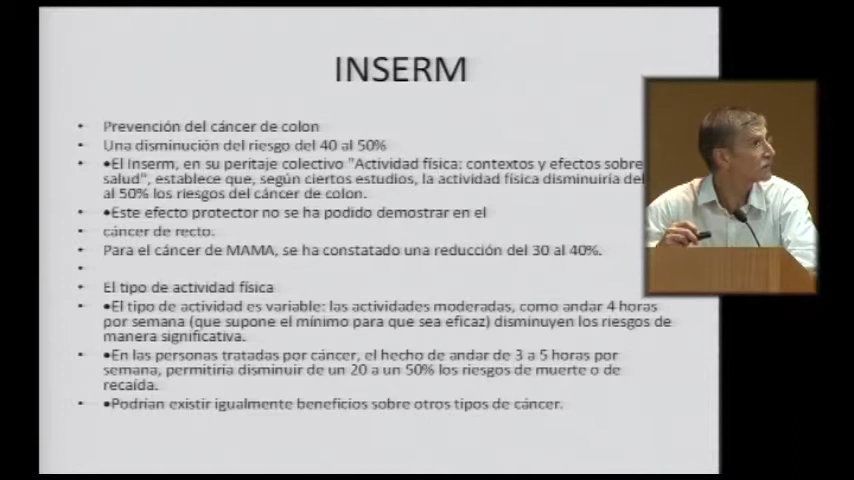 INSERM
• Prevención del cáncer de colon
• Una disminución del riesgo del 40 al 50%
• •El Inserm, en su peritaje colectivo "Actividad física: contextos y efectos sobre
salud", establece que, según ciertos estudios, la actividad física disminuiría del
al 50% los riesgos del cáncer de colon.
• •Este efecto protector no se ha podido demostrar en el
• cáncer de recto.
• Para el cáncer de MAMA, se ha constatado una reducción del 30 al 40%.
•
• El tipo de actividad física
• •El tipo de actividad es variable: las actividades moderadas, como andar 4 horas
por semana (que supone el mínimo para que sea eficaz) disminuyen los riesgos de
manera significativa.
• •En las personas tratadas por cáncer, el hecho de andar de 3 a 5 horas por
semana, permitiría disminuir de un 20 a un 50% los riesgos de muerte o de
recaída.
• •Podrían existir igualmente beneficios sobre otros tipos de cáncer.